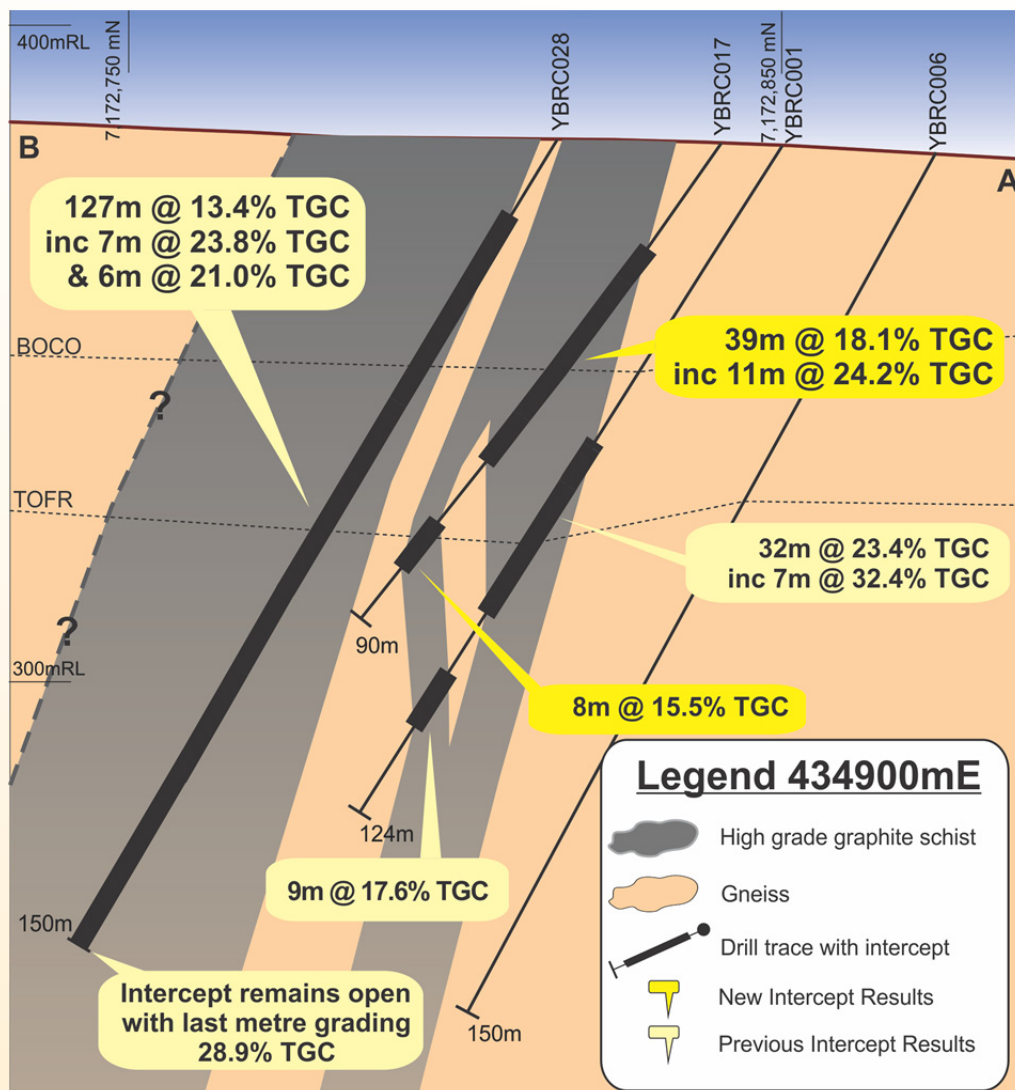 400mRL
7172,750 mN
YBRC028
YBRC017
7,172,850 mN
YBRC001
YBRC006
B
A
127m @ 13.4% TGC
inc 7m @ 23.8% TGC
& 6m @ 21.0% TGC
BOCO
39m @ 18.1% TGC
inc 11m @ 24.2% TGC
?
TOFR
32m @ 23.4% TGC
inc 7m @ 32.4% TGC
?
90m
300mRL
8m @ 15.5% TGC
124m
9m @ 17.6% TGC
150m
Intercept remains open
with last metre grading
28.9% TGC
150m
Legend 434900mE
High grade graphite schist
Gneiss
Drill trace with intercept
New Intercept Results
Previous Intercept Results